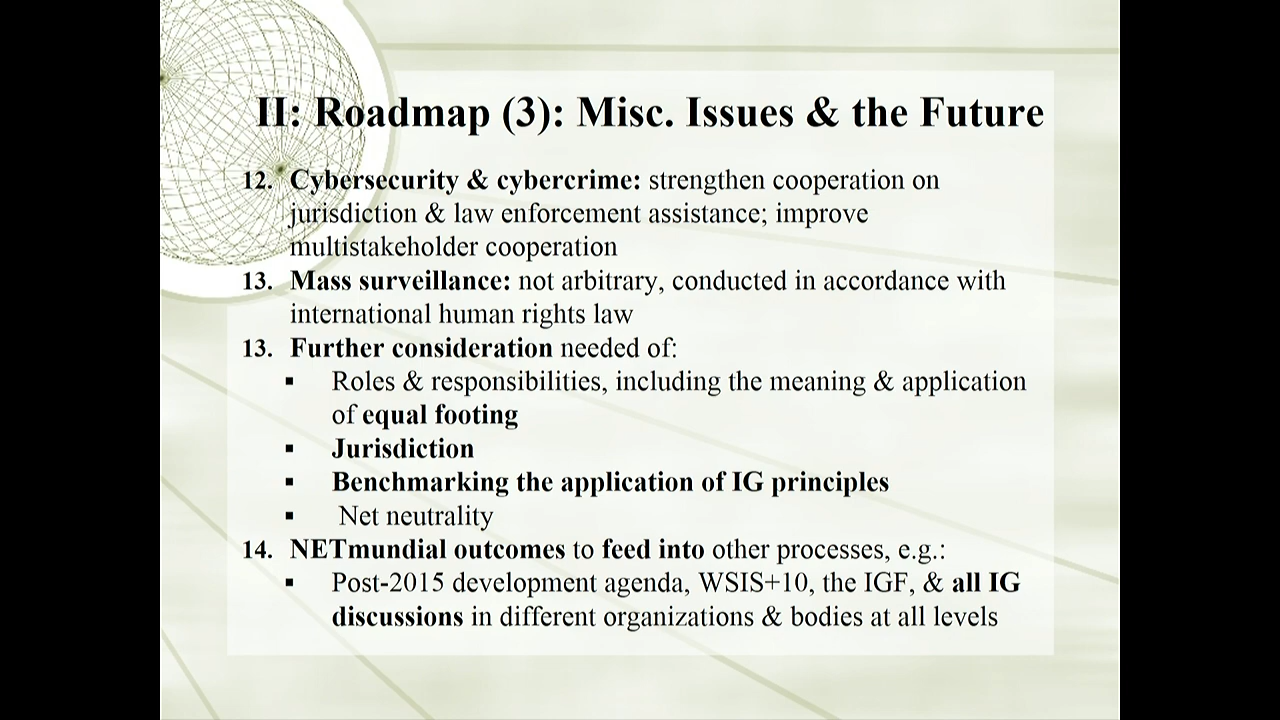 II: Roadmap (3): Misc. Issues & the Future
12. Cybersecurity & cybercrime: strengthen cooperation on
jurisdiction & law enforcement assistance; improve
multistakeholder cooperation
13. Mass surveillance: not arbitrary, conducted in accordance with
international human rights law
13. Further consideration needed of:
▪ Roles & responsibilities, including the meaning & application
of equal footing
▪ Jurisdiction
▪ Benchmarking the application of IG principles
▪ Net neutrality
14. NETmundial outcomes to feed into other processes, e.g.:
▪ Post-2015 development agenda, WSIS+10, the IGF, & all IG
discussions in different organizations & bodies at all levels